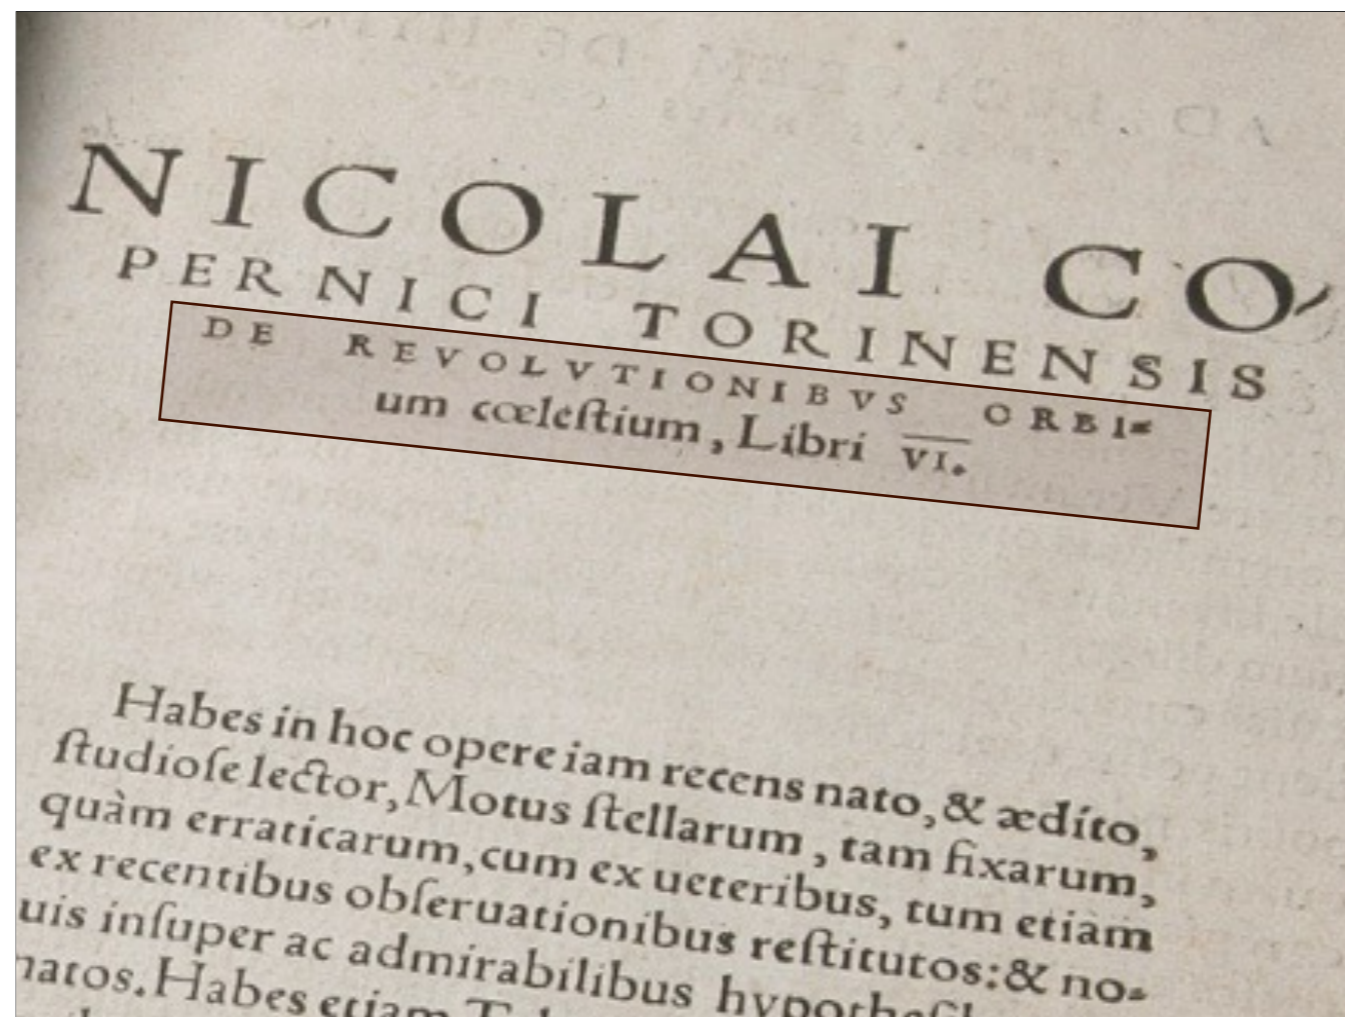 NICOLAI CO-
PERNICI TORINENSIS
DE REVOLVTIONIBVS ORBI=
um cœleſtium, Libri VI.
Habes in hoc opere iam recens nato, & ædito,
ſtudioſe lector, Motus ſtellarum, tam fixarum,
quàm erraticarum, cum ex ueteribus, tum etiam
ex recentibus obſeruationibus reſtitutos: & no=
uis inſuper ac admirabilibus
natos. Habes etiam